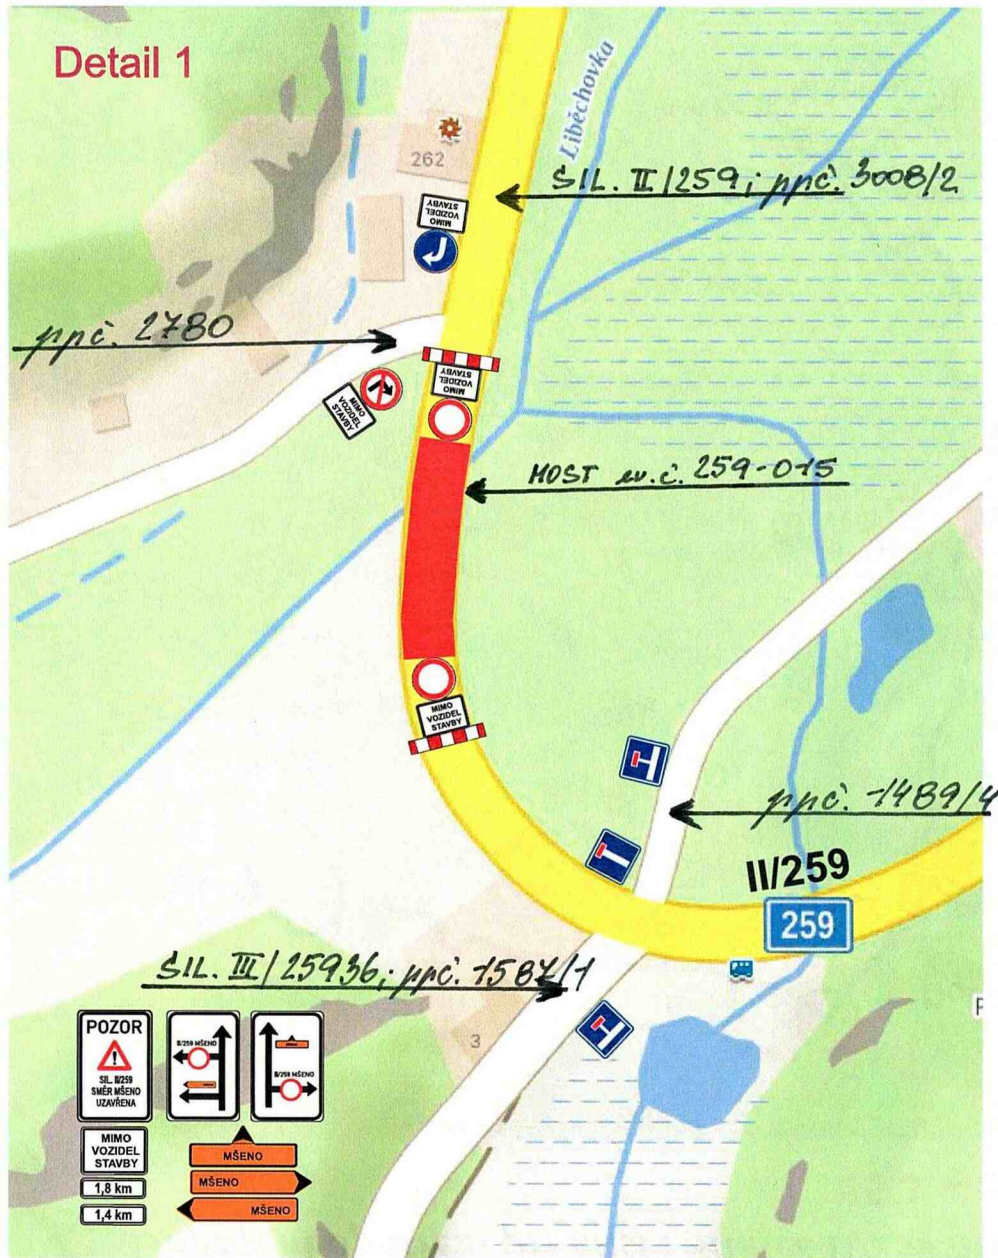 Detail 1
Liběchovka
262
SIL. II/259; ppč. 3008/2
MIMO
VOZIDEL
STAVBY
ppč. 2780
MIMO
VOZIDEL
STAVBY
MIMO
VOZIDEL
STAVBY
MOST ev.č. 259-015
MIMO
VOZIDEL
STAVBY
ppč. 1489/4
II/259
259
SIL. III/25936; ppč. 1587/1
3
P
POZOR
SIL. II/259
SMĚR MŠENO
UZAVŘENA
II/259 MŠENO
II/259 MŠENO
MIMO
VOZIDEL
STAVBY
1,8 km
1,4 km
MŠENO
MŠENO
MŠENO